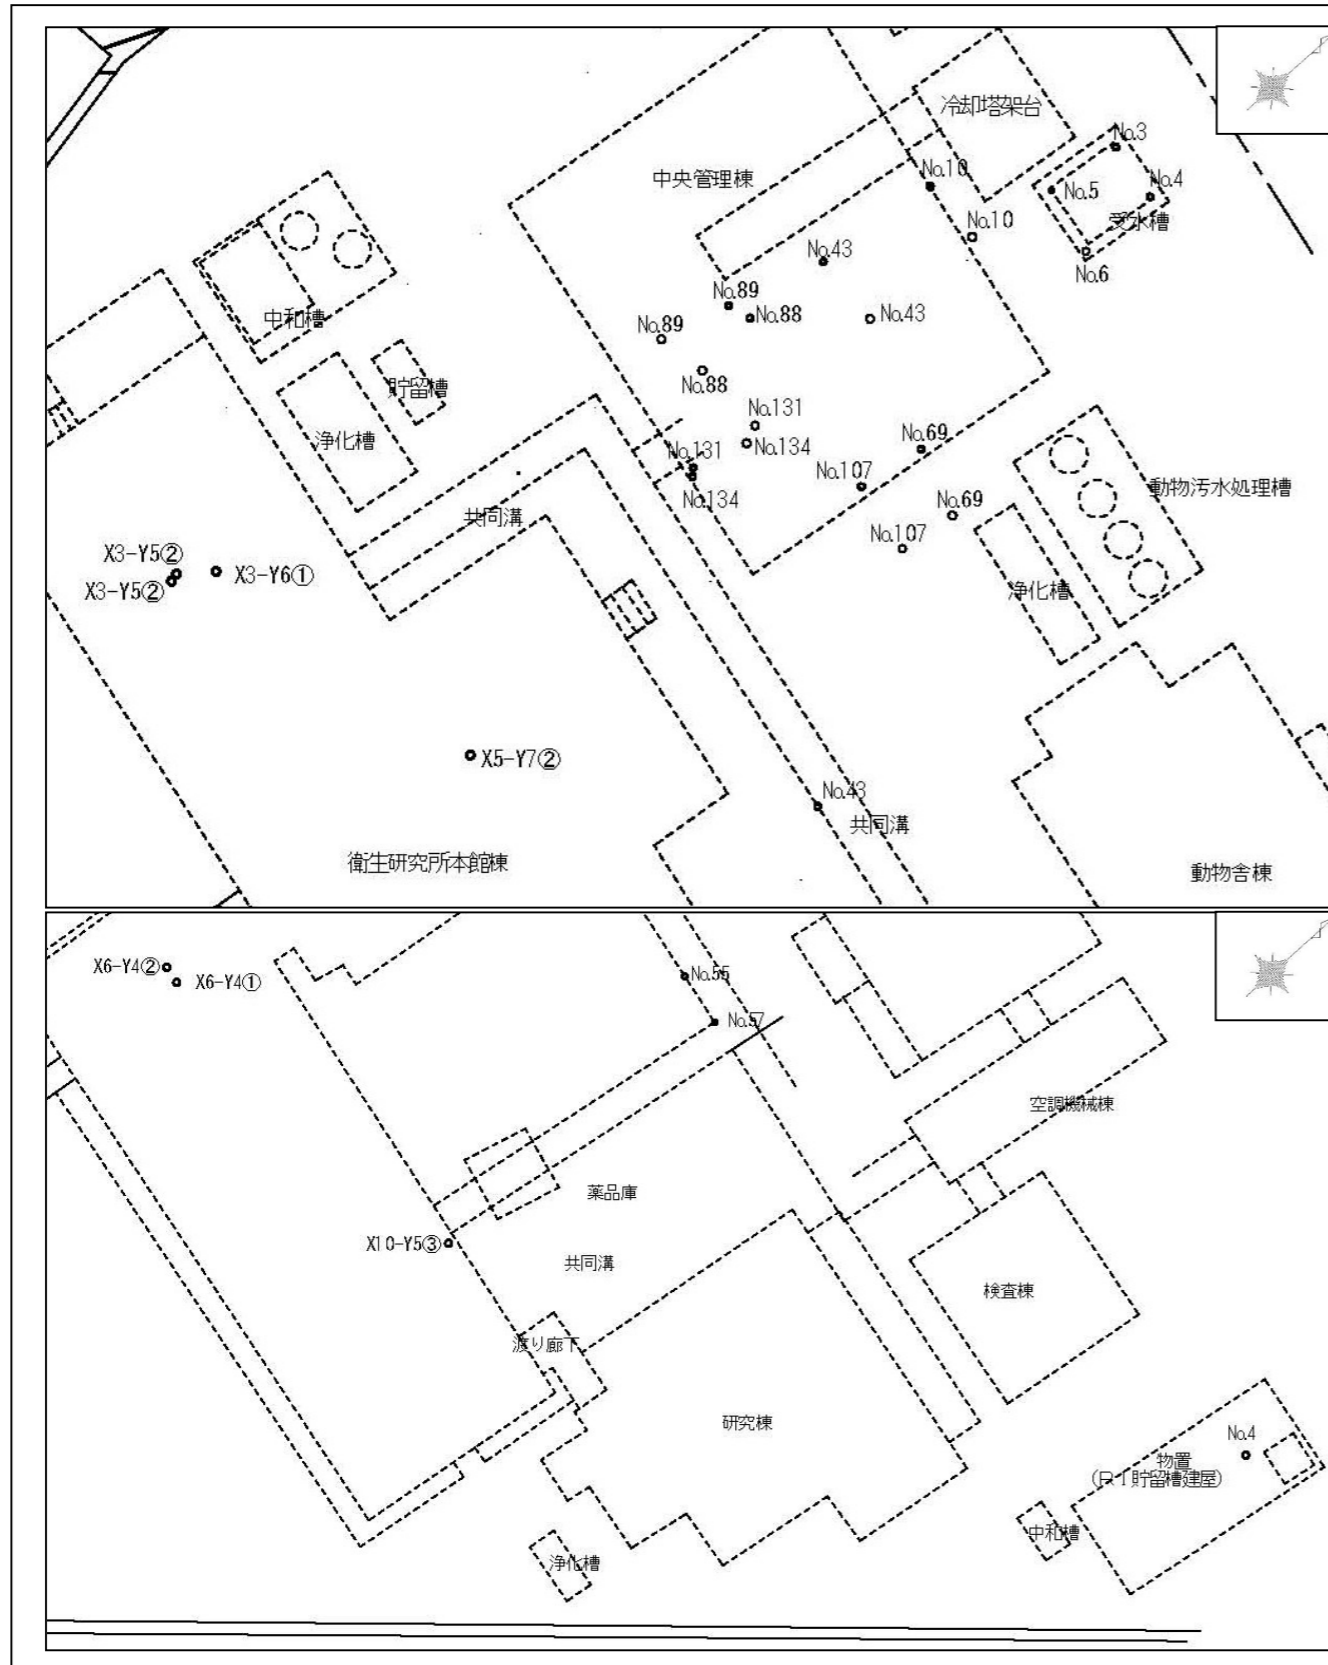 冷却塔架台
No.3
中央管理棟
No.10
No.5
No.4
受水槽
No.10
No.6
No.43
No.89
No.88
No.43
No.89
No.88
中和槽
貯留槽
浄化槽
No.131
No.134
No.131
No.69
No.107
No.134
動物汚水処理槽
共同溝
No.69
No.107
X3-Y5②
X3-Y6①
X3-Y5②
浄化槽
X5-Y7②
No.43
共同溝
衛生研究所本館棟
動物舎棟
X6-Y4②
X6-Y4①
No.55
No.57
空調機械棟
薬品庫
X10-Y5③
共同溝
検査棟
渡り廊下
研究棟
No.4
物置
(RI貯留槽建屋)
中和槽
浄化槽